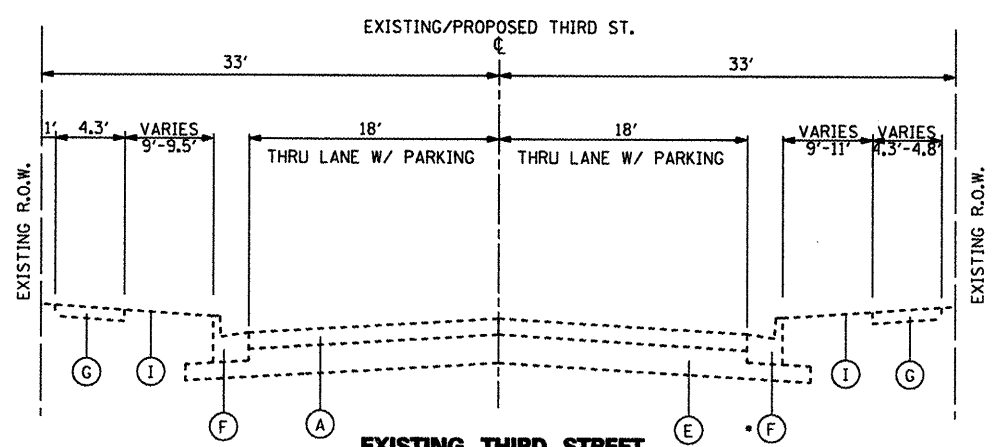 EXISTING/PROPOSED THIRD ST.
℄
33' 33'
1' 4.3' VARIES 18' 18' VARIES VARIES
9'-9.5' THRU LANE W/ PARKING THRU LANE W/ PARKING 9'-11' 4.3'-4.8'
EXISTING R.O.W.
EXISTING R.O.W.
G I I G
F A E * F
EXISTING THIRD STREET